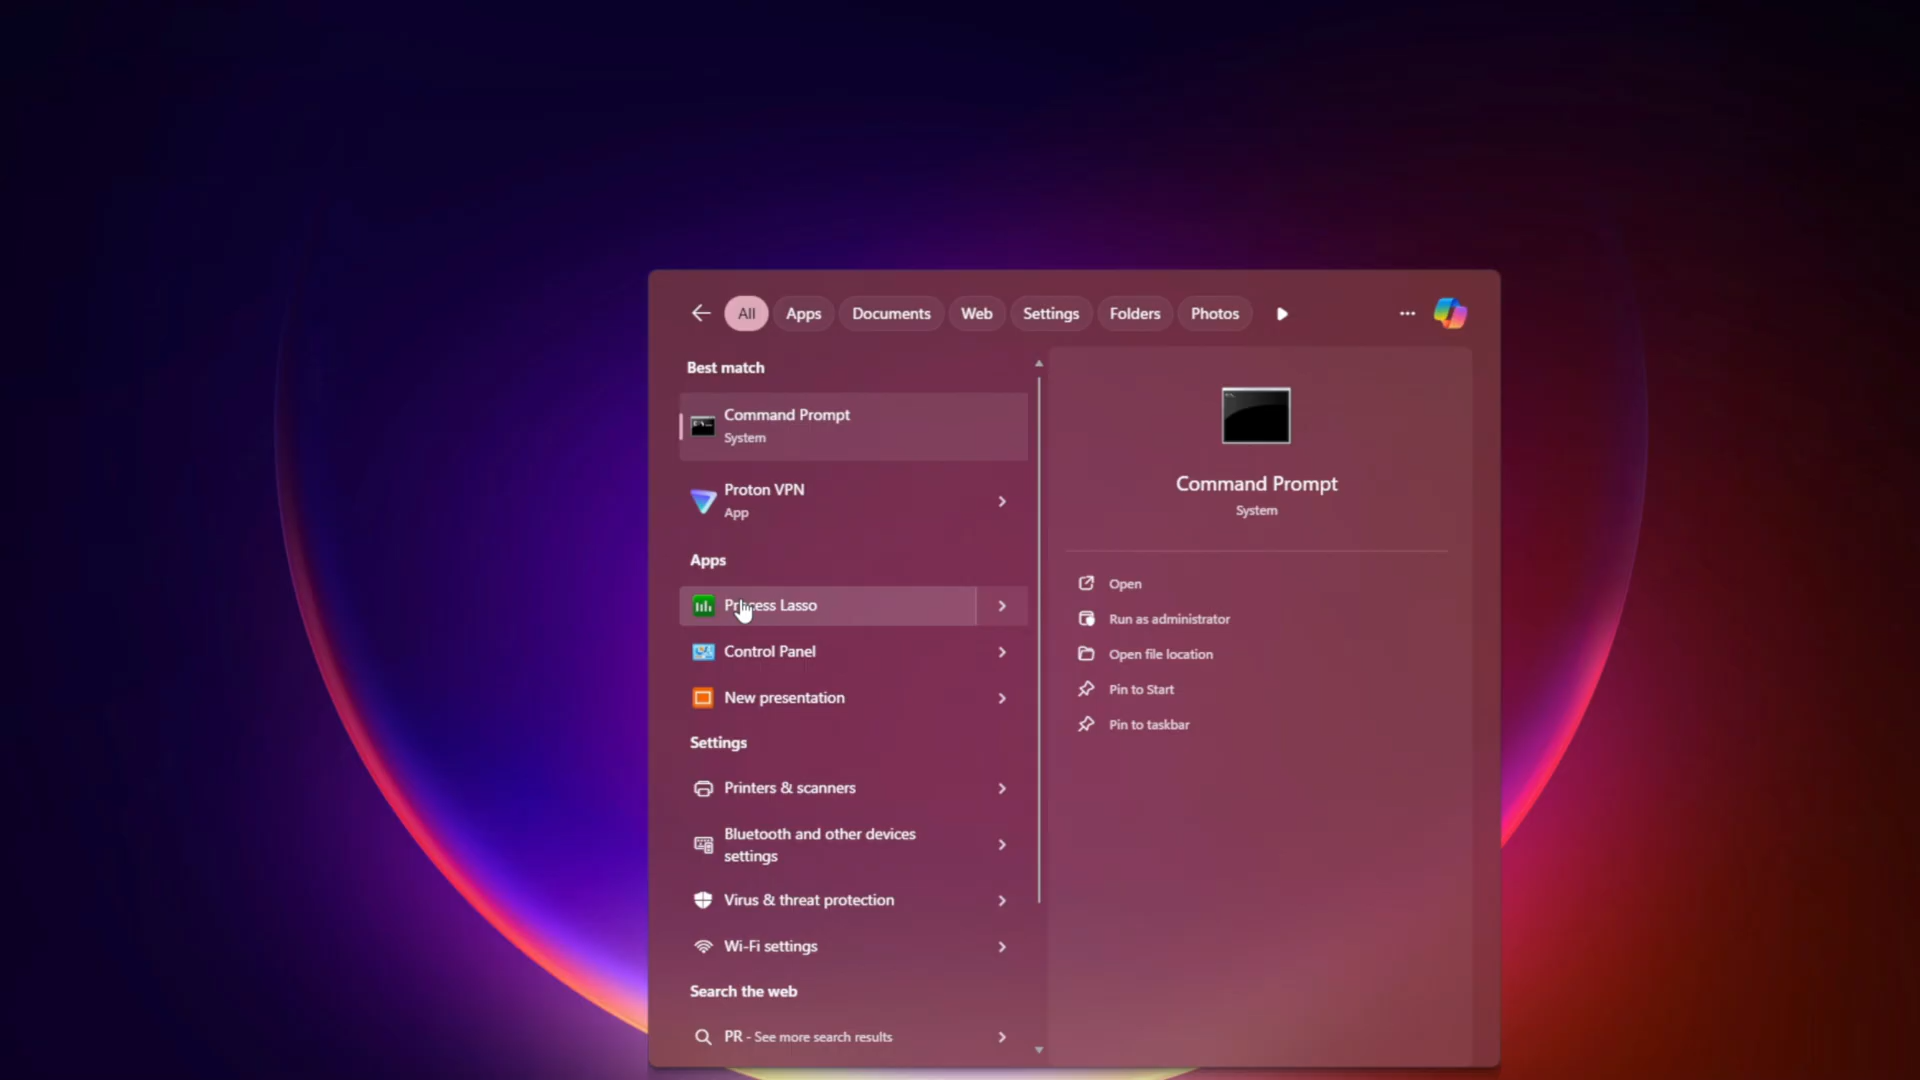 All
Apps
Documents
Web
Settings
Folders
Photos
Best match
Command Prompt
System
Proton VPN
App
Apps
Process Lasso
Control Panel
New presentation
Settings
Printers & scanners
Bluetooth and other devices
settings
Virus & threat protection
Wi-Fi settings
Search the web
PR - See more search results
Command Prompt
System
Open
Run as administrator
Open file location
Pin to Start
Pin to taskbar